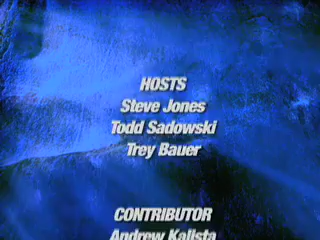 HOSTS
Steve Jones
Todd Sadowski
Trey Bauer
CONTRIBUTOR
Andrew Kalista